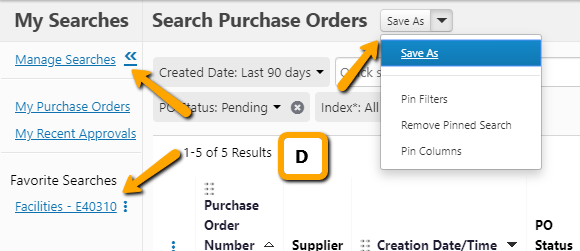 My Searches
Search Purchase Orders
Save As
Manage Searches
Save As
Created Date: Last 90 days
Quick s
Pin Filters
My Purchase Orders
PO Status: Pending
Index*: All
Remove Pinned Search
My Recent Approvals
Pin Columns
1-5 of 5 Results
D
Favorite Searches
Facilities - E40310
Purchase
Order
Number
Supplier
Creation Date/Time
PO
Status